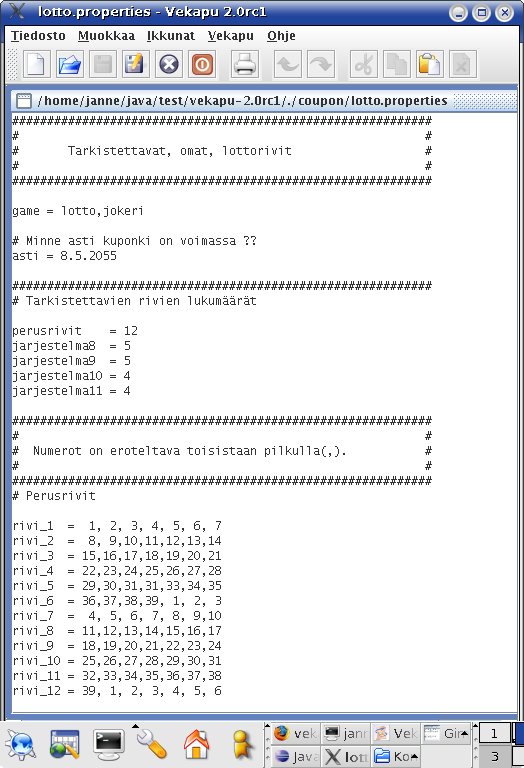 lotto.properties - Vekapu 2.0rc1
Tiedosto Muokkaa Ikkunat Vekapu Ohje
/home/janne/java/test/vekapu-2.0rc1/./coupon/lotto.properties
############################################################
#                                                          #
#       Tarkistettavat, omat, lottorivit                   #
#                                                          #
############################################################
game = lotto,jokeri
# Minne asti kuponki on voimassa ??
asti = 8.5.2055
############################################################
# Tarkistettavien rivien lukumäärät
perusrivit    = 12
jarjestelma8  = 5
jarjestelma9  = 5
jarjestelma10 = 4
jarjestelma11 = 4
############################################################
#                                                          #
#  Numerot on eroteltava toisistaan pilkulla(,).           #
#                                                          #
############################################################
# Perusrivit
rivi_1  =  1, 2, 3, 4, 5, 6, 7
rivi_2  =  8, 9,10,11,12,13,14
rivi_3  = 15,16,17,18,19,20,21
rivi_4  = 22,23,24,25,26,27,28
rivi_5  = 29,30,31,31,33,34,35
rivi_6  = 36,37,38,39, 1, 2, 3
rivi_7  =  4, 5, 6, 7, 8, 9,10
rivi_8  = 11,12,13,14,15,16,17
rivi_9  = 18,19,20,21,22,23,24
rivi_10 = 25,26,27,28,29,30,31
rivi_11 = 32,33,34,35,36,37,38
rivi_12 = 39, 1, 2, 3, 4, 5, 6
vek jann Vek Gim 1
Java lott Ko 3